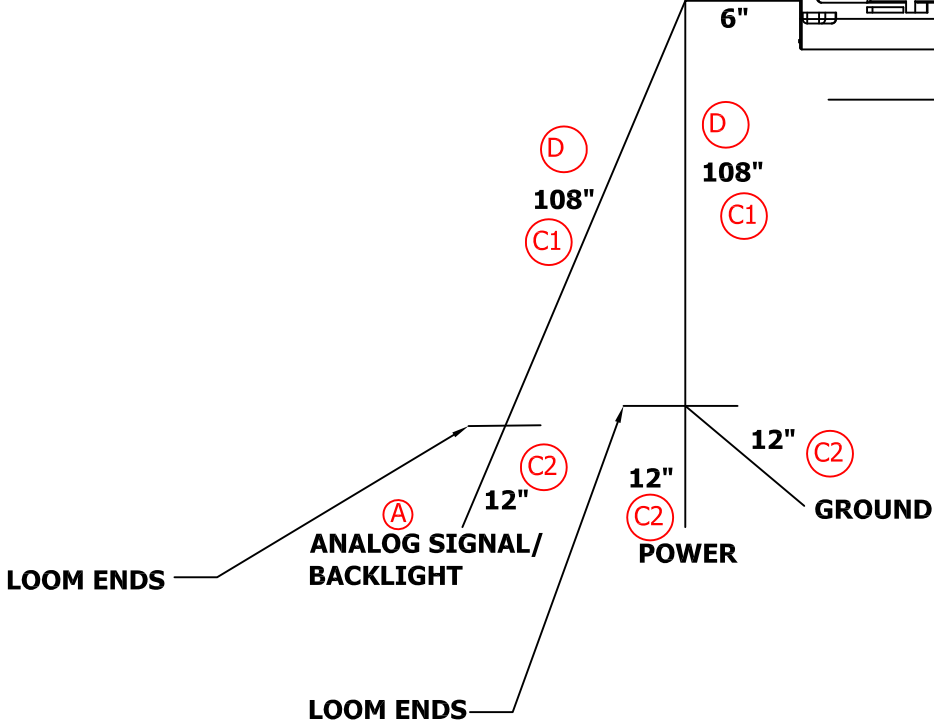 6"
D
108"
C1
D
108"
C1
12"
C2
12"
C2
12"
C2
A
ANALOG SIGNAL/
BACKLIGHT
POWER
GROUND
LOOM ENDS
LOOM ENDS